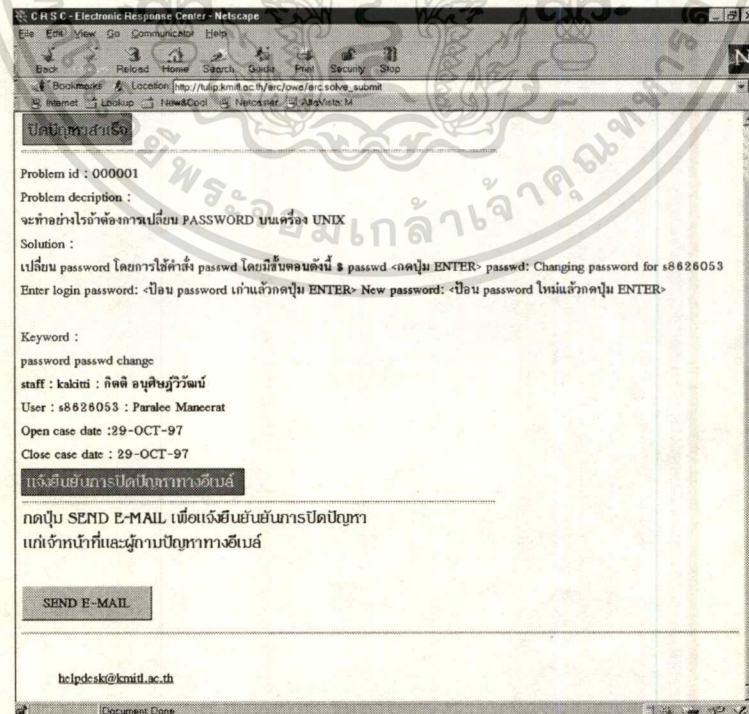 C R S C - Electronic Response Center - Netscape
File Edit View Go Communicator Help
Back Reload Home Search Guide Print Security Stop
Bookmarks Location: http://tulip.kmitl.ac.th/erc/owa/erc.solve_submit
Internet Lookup New&Cool Netcaster AltaVista: M
ปิดปัญหาสำเร็จ
Problem id : 000001
Problem decription :
จะทำอย่างไรถ้าต้องการเปลี่ยน PASSWORD บนเครื่อง UNIX
Solution :
เปลี่ยน password โดยการใช้คำสั่ง passwd โดยมีขั้นตอนดังนี้ $ passwd <กดปุ่ม ENTER> passwd: Changing password for s8626053
Enter login password: <ป้อน password เก่าแล้วกดปุ่ม ENTER> New password: <ป้อน password ใหม่แล้วกดปุ่ม ENTER>
Keyword :
password passwd change
staff : kakitti : กิตติ อนุศิษฎ์วิวัฒน์
User : s8626053 : Paralee Maneerat
Open case date :29-OCT-97
Close case date : 29-OCT-97
แจ้งยืนยันการปิดปัญหาทางอีเมล์
กดปุ่ม SEND E-MAIL เพื่อแจ้งยืนยันยันการปิดปัญหา
แก่เจ้าหน้าที่และผู้ถามปัญหาทางอีเมล์
SEND E-MAIL
helpdesk@kmitl.ac.th
Document: Done